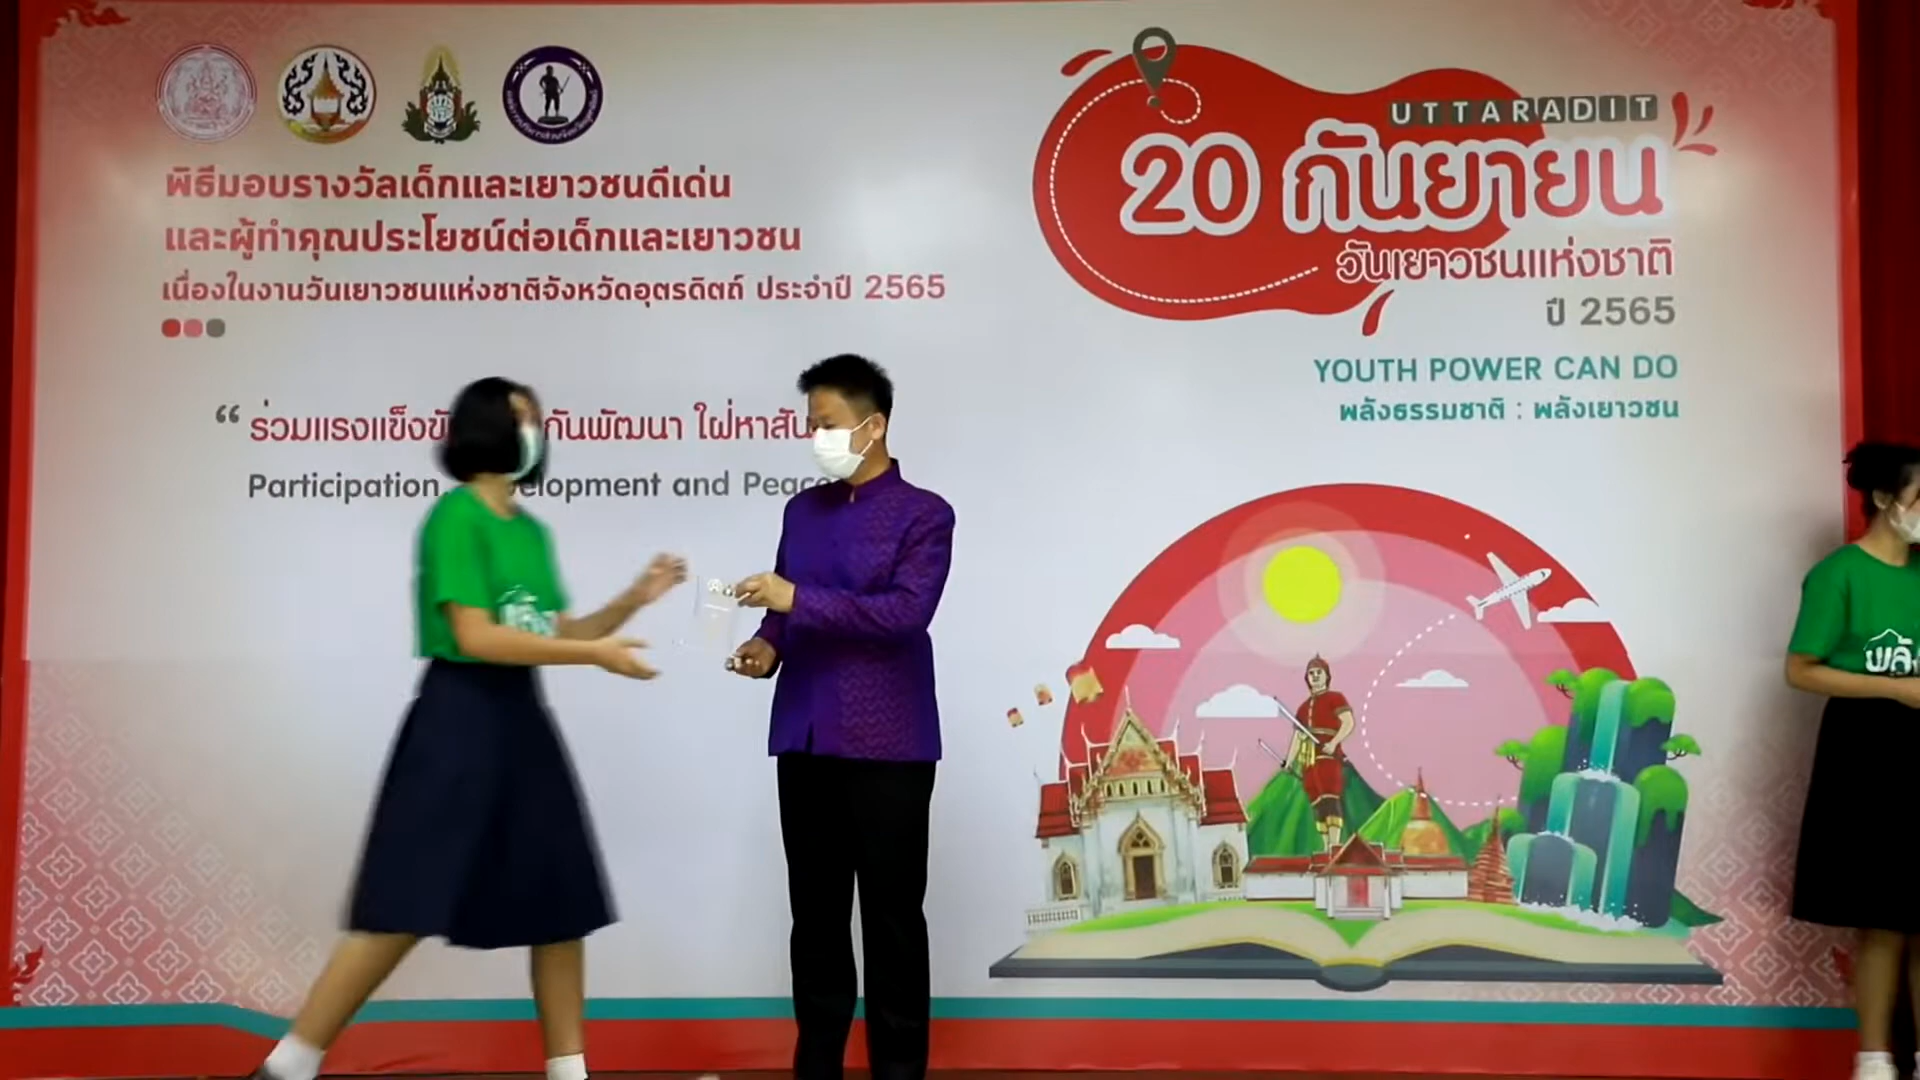 พิธีมอบรางวัลเด็กและเยาวชนดีเด่น
และผู้ทำคุณประโยชน์ต่อเด็กและเยาวชน
เนื่องในงานวันเยาวชนแห่งชาติจังหวัดอุตรดิตถ์ ประจำปี 2565
“ ร่วมแรงแข็งขัน กันพัฒนา ใฝ่หาสัน
Participation elopment and Peace
UTTARADIT
20 กันยายน
วันเยาวชนแห่งชาติ
ปี 2565
YOUTH POWER CAN DO
พลังธรรมชาติ : พลังเยาวชน